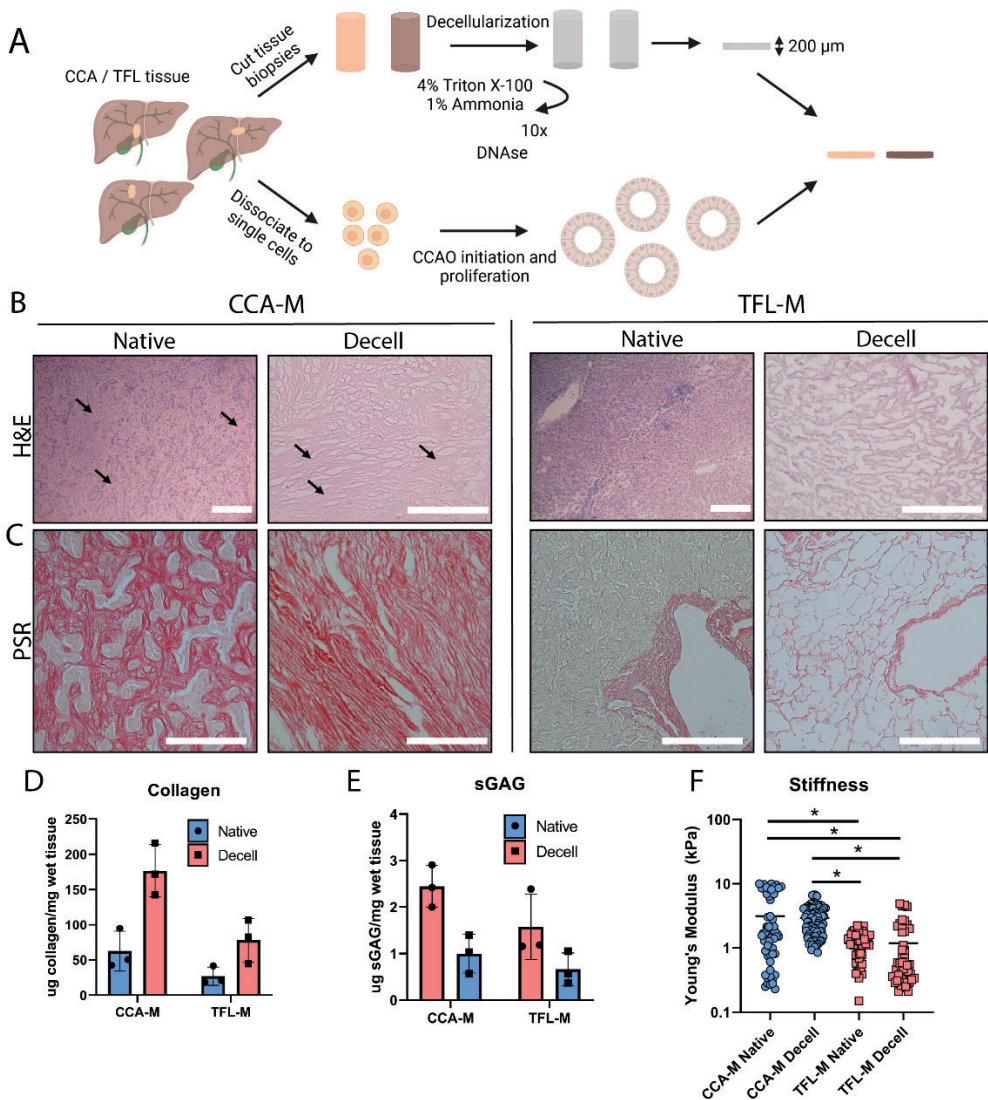 A
CCA / TFL tissue
Cut tissue
biopsies
Decellularization
4% Triton X-100
1% Ammonia
10x
DNAse
200 µm
Dissociate to
single cells
CCAO initiation and
proliferation
B
CCA-M
TFL-M
Native
Decell
Native
Decell
H&E
C
PSR
D
Collagen
ug collagen/mg wet tissue
250
200
150
100
50
0
Native
Decell
CCA-M
TFL-M
E
sGAG
ug sGAG/mg wet tissue
4
3
2
1
0
Native
Decell
CCA-M
TFL-M
F
Stiffness
Young's Modulus (kPa)
100
10
1
0.1
*
*
*
*
CCA-M Native
CCA-M Decell
TFL-M Native
TFL-M Decell